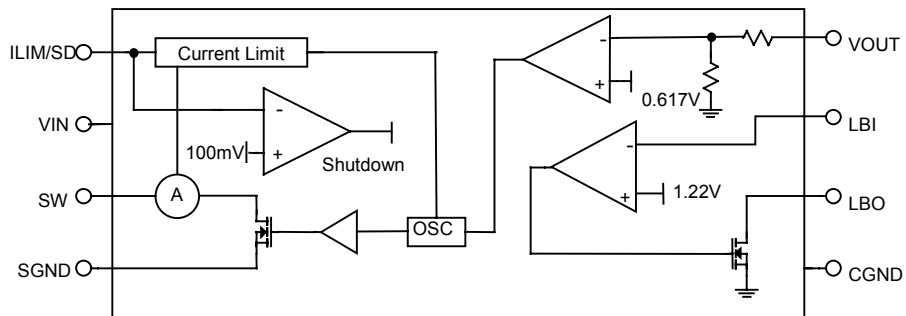 ILIM/SD
Current Limit
VOUT
-
-
+
0.617V
VIN
100mV
+
Shutdown
LBI
-
SW
A
+
1.22V
LBO
OSC
SGND
CGND